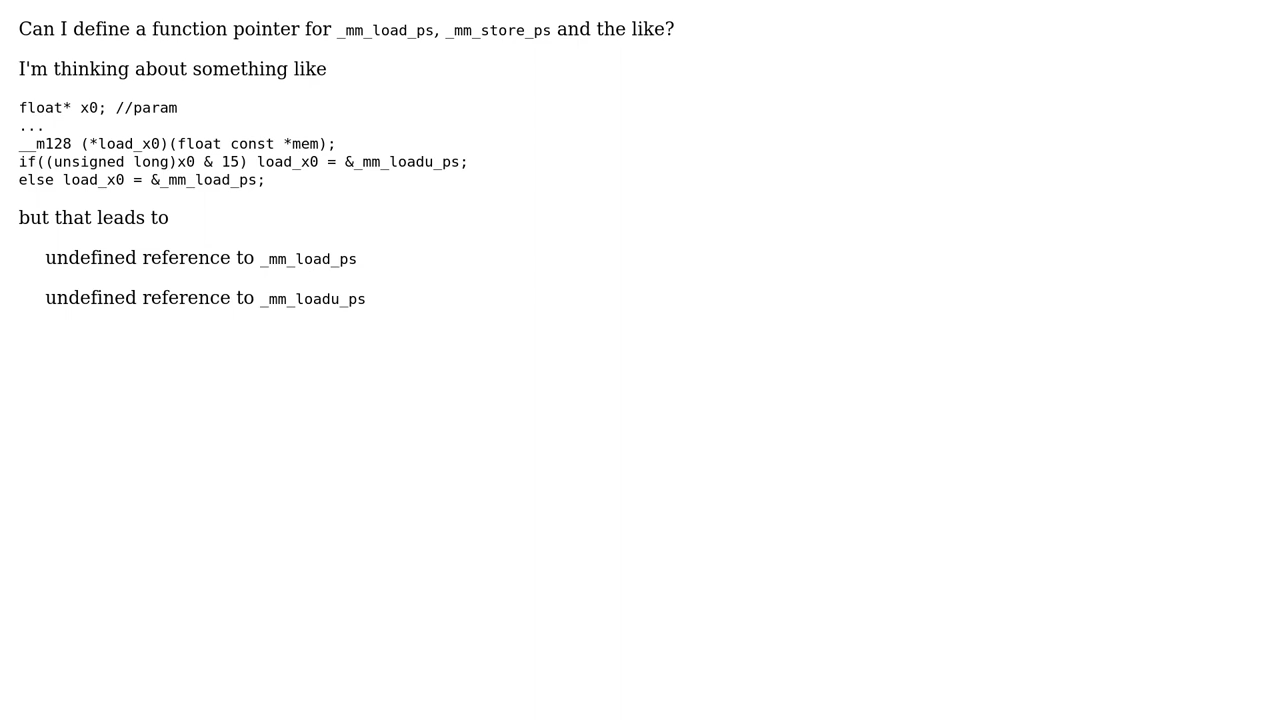 Can I define a function pointer for _mm_load_ps, _mm_store_ps and the like?
I'm thinking about something like
float* x0; //param
...
__m128 (*load_x0)(float const *mem);
if((unsigned long)x0 & 15) load_x0 = &_mm_loadu_ps;
else load_x0 = &_mm_load_ps;
but that leads to
undefined reference to _mm_load_ps
undefined reference to _mm_loadu_ps